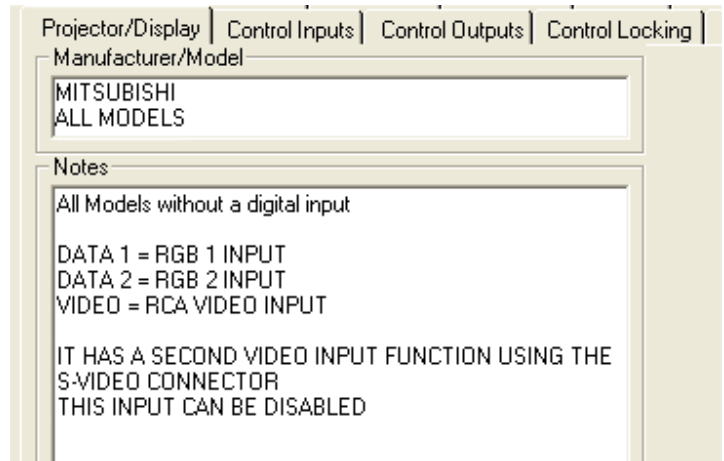 Projector/Display Control Inputs Control Outputs Control Locking
Manufacturer/Model
MITSUBISHI
ALL MODELS
Notes
All Models without a digital input
DATA 1 = RGB 1 INPUT
DATA 2 = RGB 2 INPUT
VIDEO = RCA VIDEO INPUT
IT HAS A SECOND VIDEO INPUT FUNCTION USING THE
S-VIDEO CONNECTOR
THIS INPUT CAN BE DISABLED